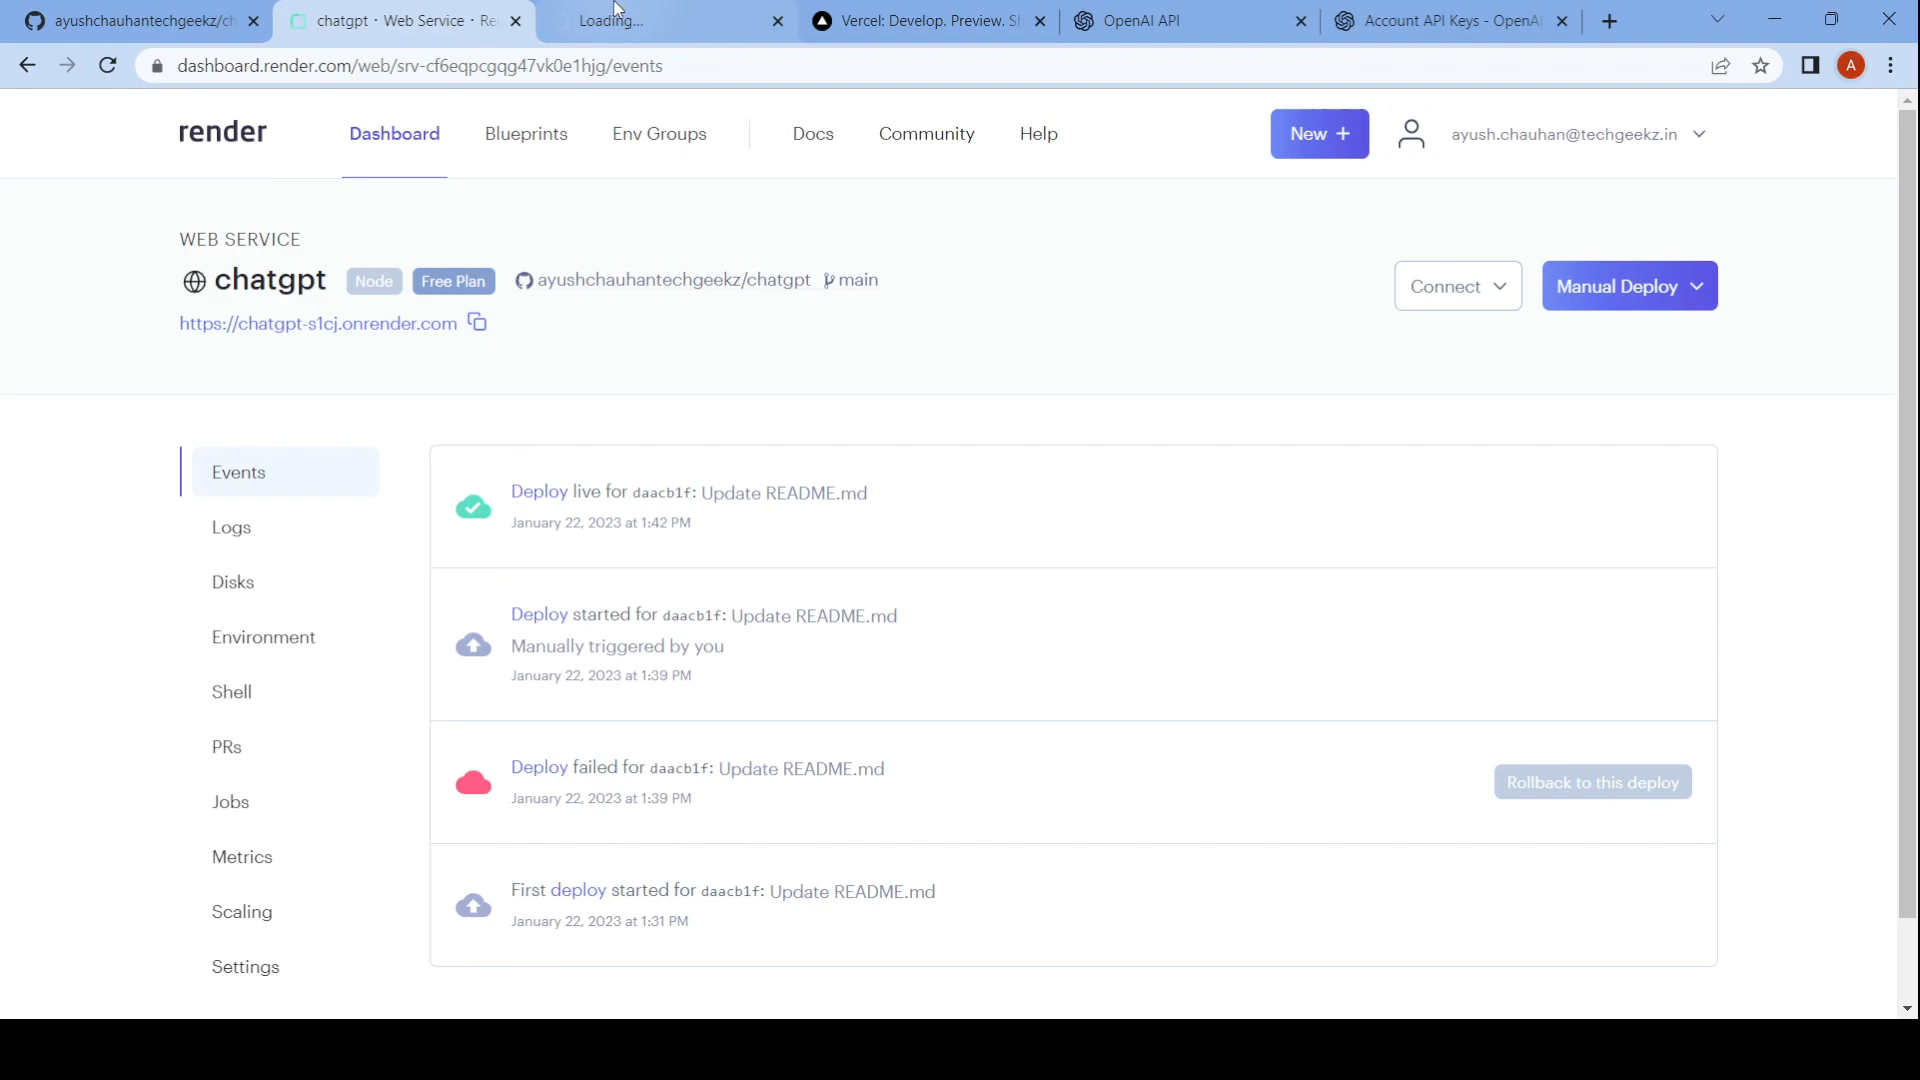 ayushchauhantechgeekz/ch
chatgpt · Web Service · Re
Loading...
Vercel: Develop. Preview. Sh
OpenAI API
Account API Keys - OpenAI
dashboard.render.com/web/srv-cf6eqpcgqg47vk0e1hjg/events
A
render
Dashboard
Blueprints
Env Groups
Docs
Community
Help
New +
ayush.chauhan@techgeekz.in
WEB SERVICE
chatgpt
Node
Free Plan
ayushchauhantechgeekz/chatgpt
main
https://chatgpt-s1cj.onrender.com
Connect
Manual Deploy
Events
Logs
Disks
Environment
Shell
PRs
Jobs
Metrics
Scaling
Settings
Deploy live for daacb1f: Update README.md
January 22, 2023 at 1:42 PM
Deploy started for daacb1f: Update README.md
Manually triggered by you
January 22, 2023 at 1:39 PM
Deploy failed for daacb1f: Update README.md
January 22, 2023 at 1:39 PM
Rollback to this deploy
First deploy started for daacb1f: Update README.md
January 22, 2023 at 1:31 PM